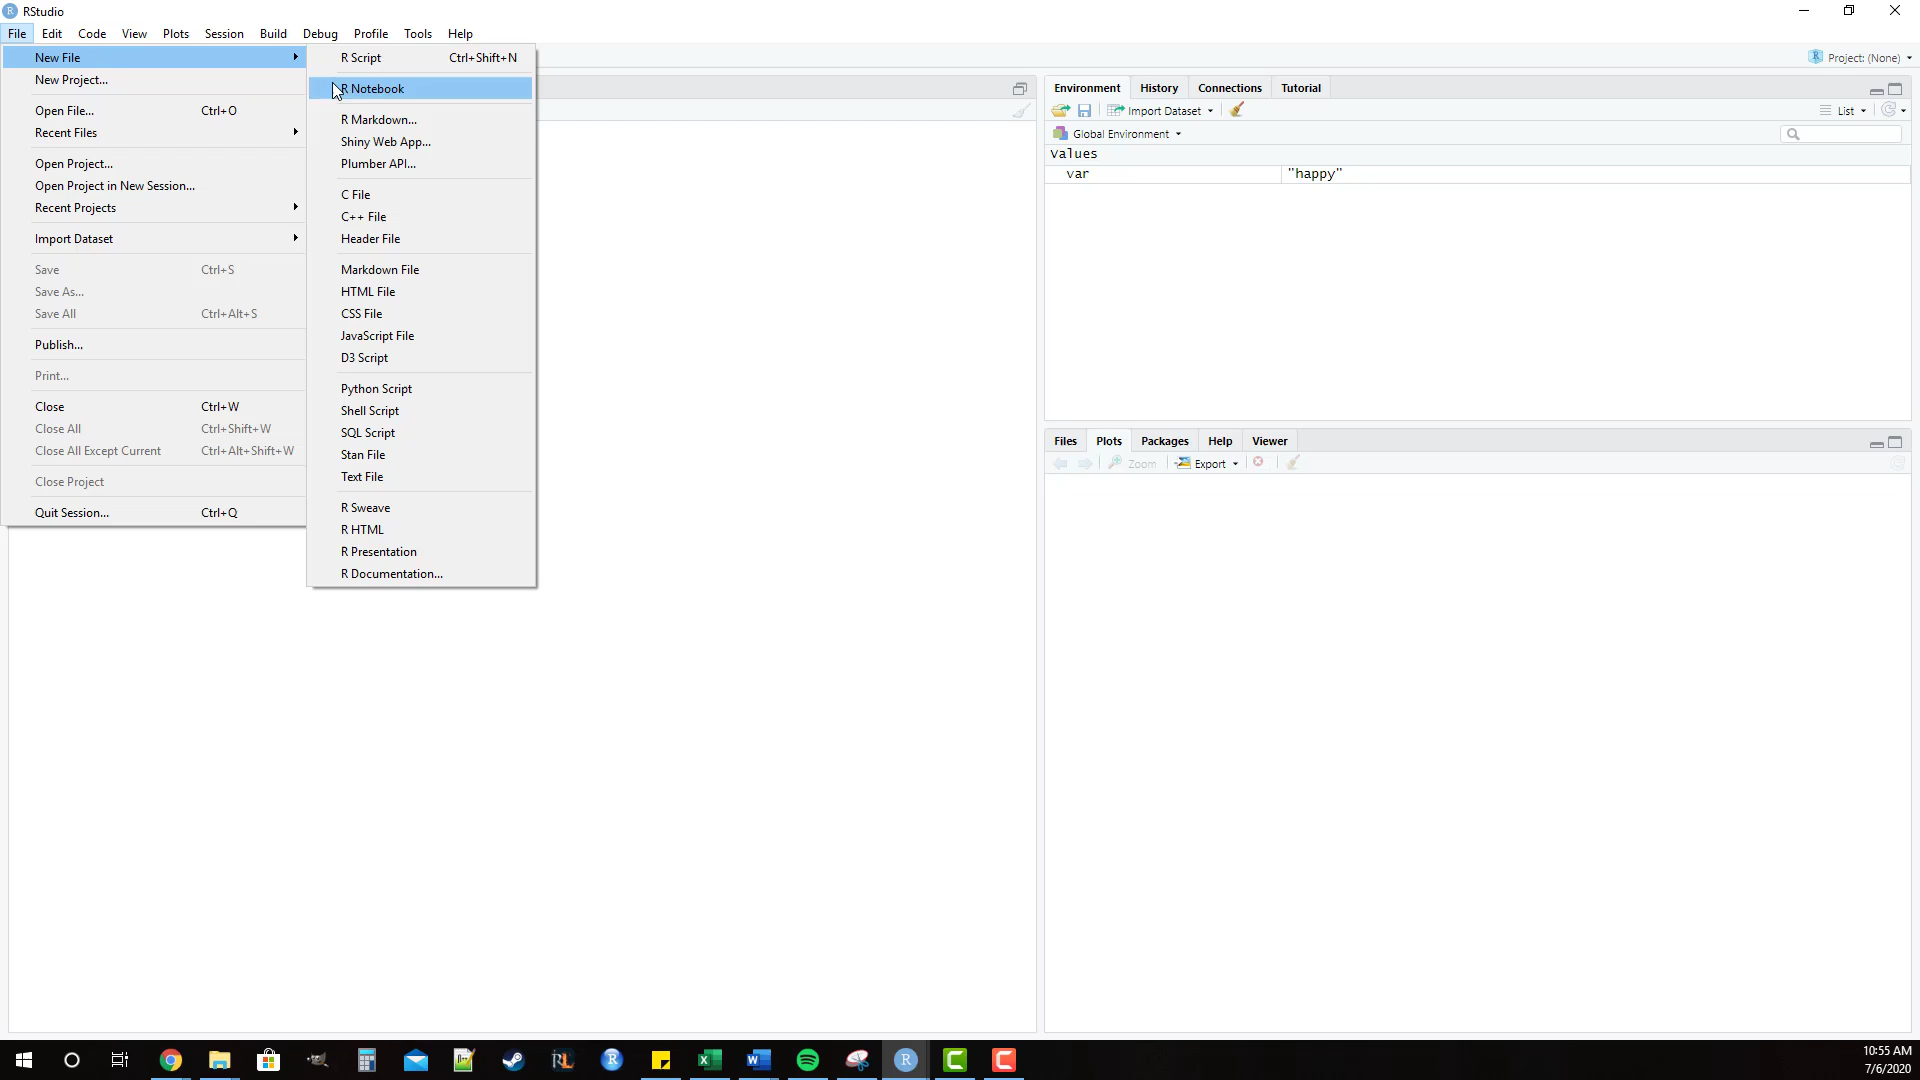 RStudio
File Edit Code View Plots Session Build Debug Profile Tools Help
New File
New Project...
Open File... Ctrl+O
Recent Files
Open Project...
Open Project in New Session...
Recent Projects
Import Dataset
Save Ctrl+S
Save As...
Save All Ctrl+Alt+S
Publish...
Print...
Close Ctrl+W
Close All Ctrl+Shift+W
Close All Except Current Ctrl+Alt+Shift+W
Close Project
Quit Session... Ctrl+Q
R Script Ctrl+Shift+N
R Notebook
R Markdown...
Shiny Web App...
Plumber API...
C File
C++ File
Header File
Markdown File
HTML File
CSS File
JavaScript File
D3 Script
Python Script
Shell Script
SQL Script
Stan File
Text File
R Sweave
R HTML
R Presentation
R Documentation...
Project: (None)
Environment History Connections Tutorial
Import Dataset List
Global Environment
Values
var "happy"
Files Plots Packages Help Viewer
Zoom Export
10:55 AM
7/6/2020